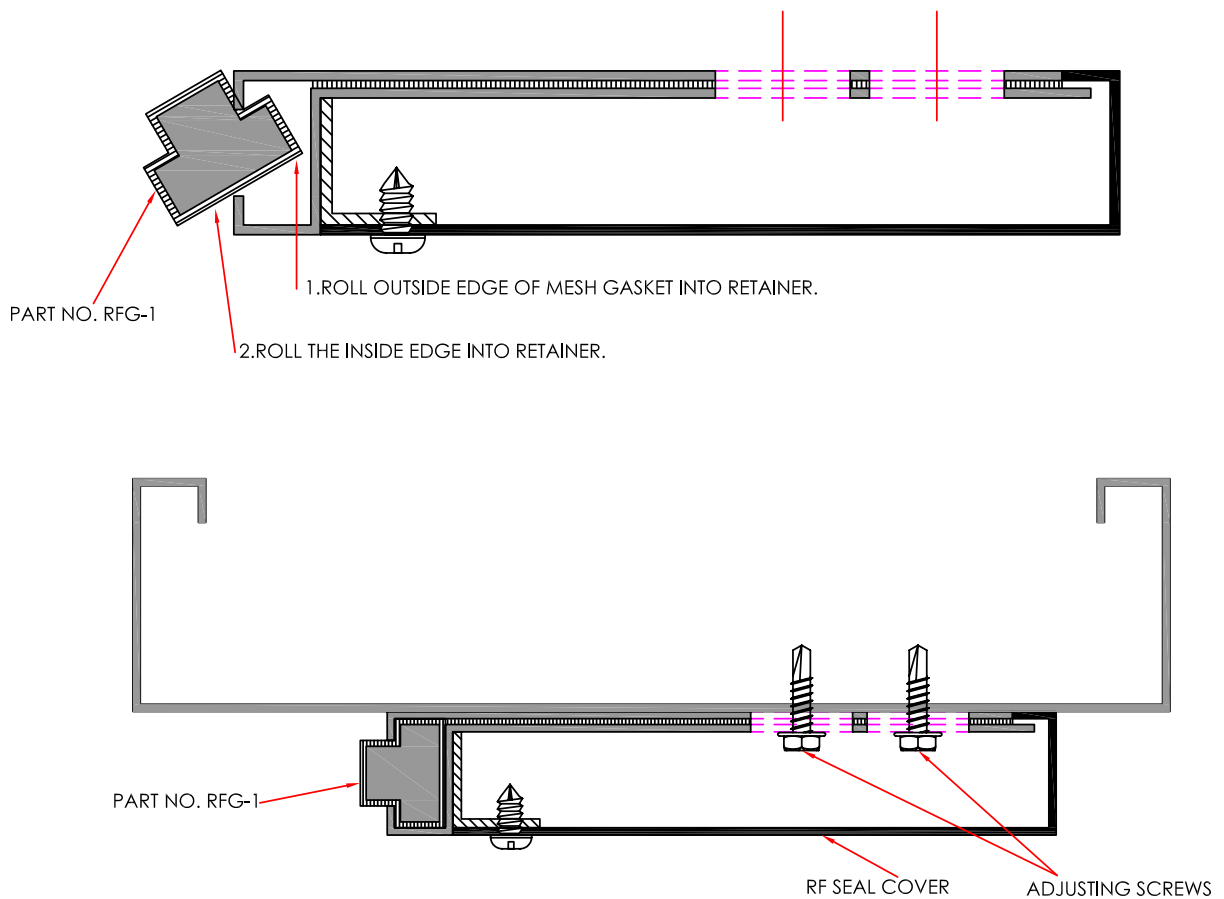 1.ROLL OUTSIDE EDGE OF MESH GASKET INTO RETAINER.
PART NO. RFG-1
2.ROLL THE INSIDE EDGE INTO RETAINER.
PART NO. RFG-1
RF SEAL COVER
ADJUSTING SCREWS